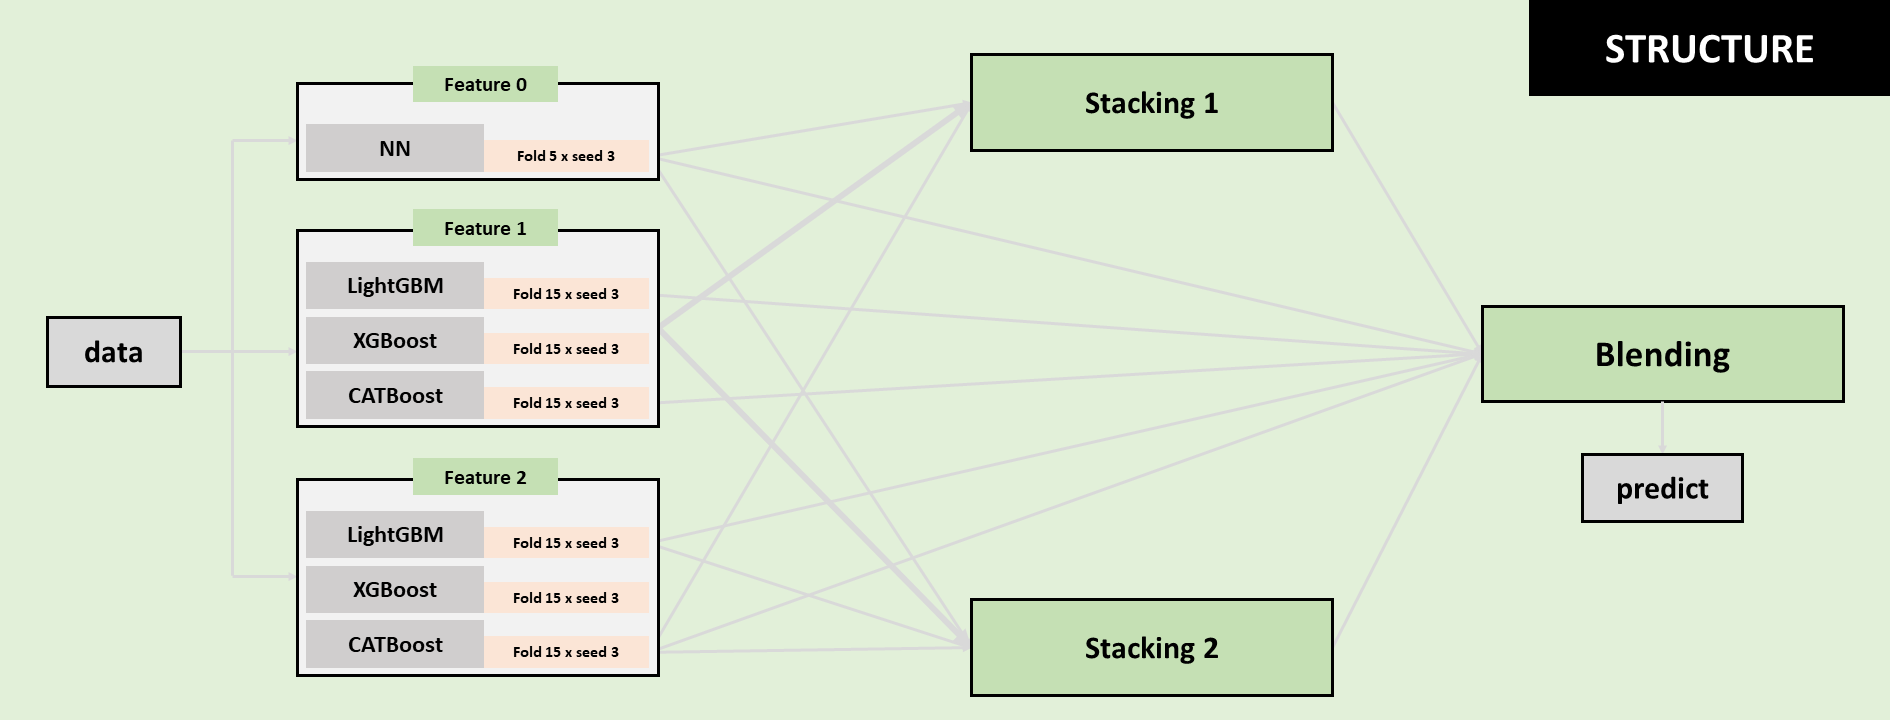 STRUCTURE
data
Feature 0
NN
Fold 5 x seed 3
Feature 1
LightGBM
Fold 15 x seed 3
XGBoost
Fold 15 x seed 3
CATBoost
Fold 15 x seed 3
Feature 2
LightGBM
Fold 15 x seed 3
XGBoost
Fold 15 x seed 3
CATBoost
Fold 15 x seed 3
Stacking 1
Stacking 2
Blending
predict